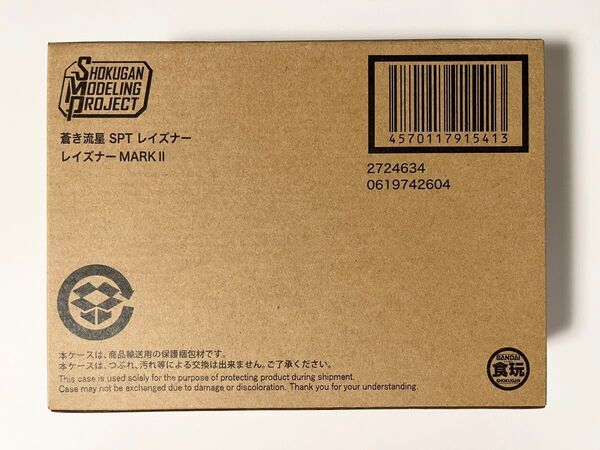 SHOKUGAN
MODELING
PROJECT
蒼き流星 SPT レイズナー
レイズナー MARK II
4570117915413
2724634
0619742604
本ケースは、商品輸送用の保護梱包材です。
本ケースは、つぶれ、汚れ等による交換は出来ません。ご了承ください。
This case is used solely for the purpose of protecting product during shipment.
Case may not be exchanged due to damage or discoloration. Thank you for your understanding.
BANDAI
食玩
SHOKUGAN